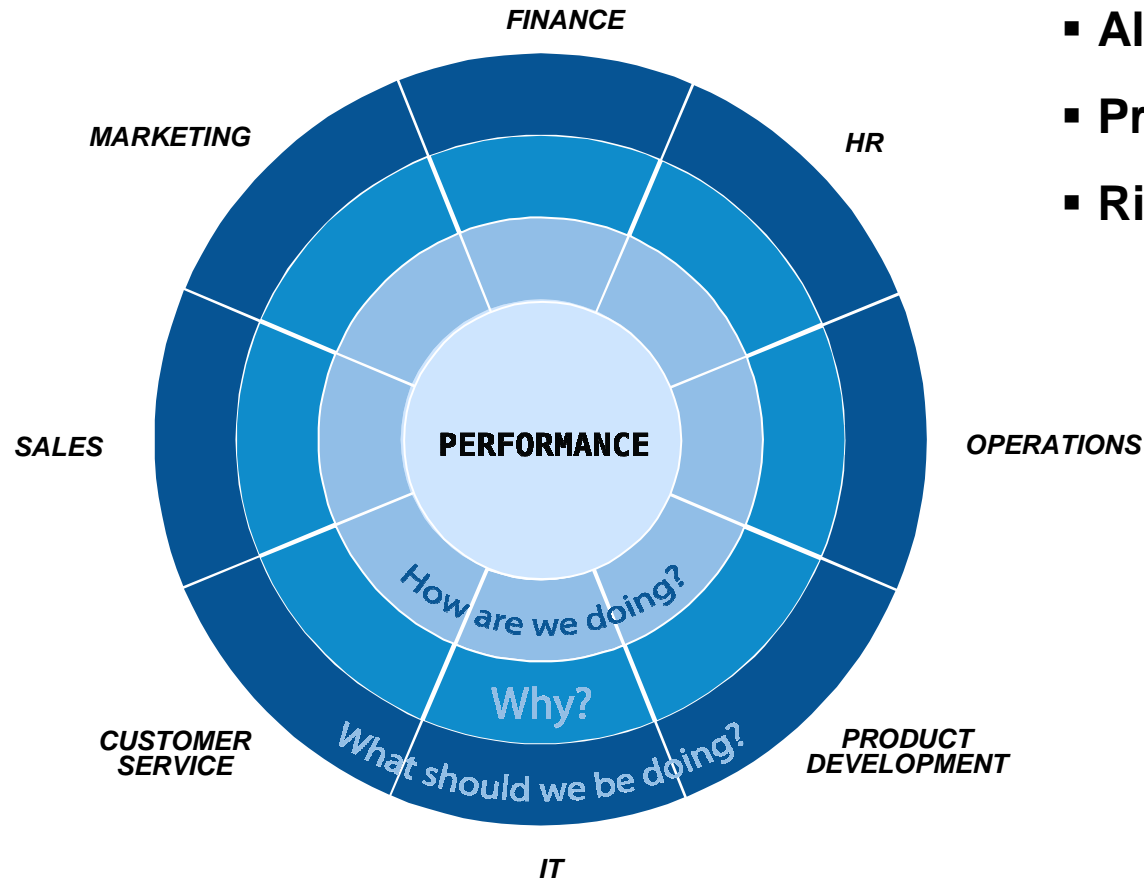 FINANCE
MARKETING
HR
SALES
PERFORMANCE
OPERATIONS
How are we doing?
Why?
What should we be doing?
CUSTOMER
SERVICE
PRODUCT
DEVELOPMENT
IT